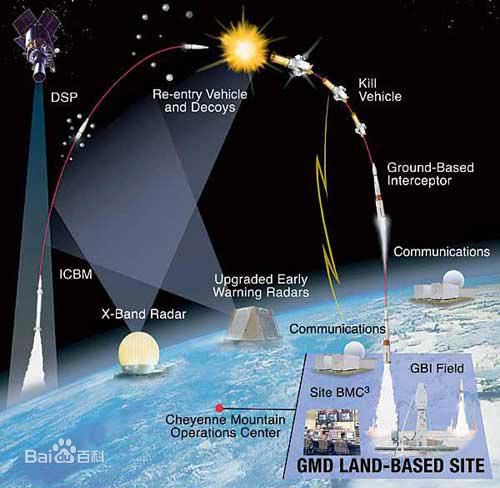 DSP
Re-entry Vehicle
and Decoys
Kill
Vehicle
Ground-Based
Interceptor
Communications
ICBM
Upgraded Early
Warning Radars
X-Band Radar
Communications
GBI Field
Site BMC³
Cheyenne Mountain
Operations Center
GMD LAND-BASED SITE
Bai百科